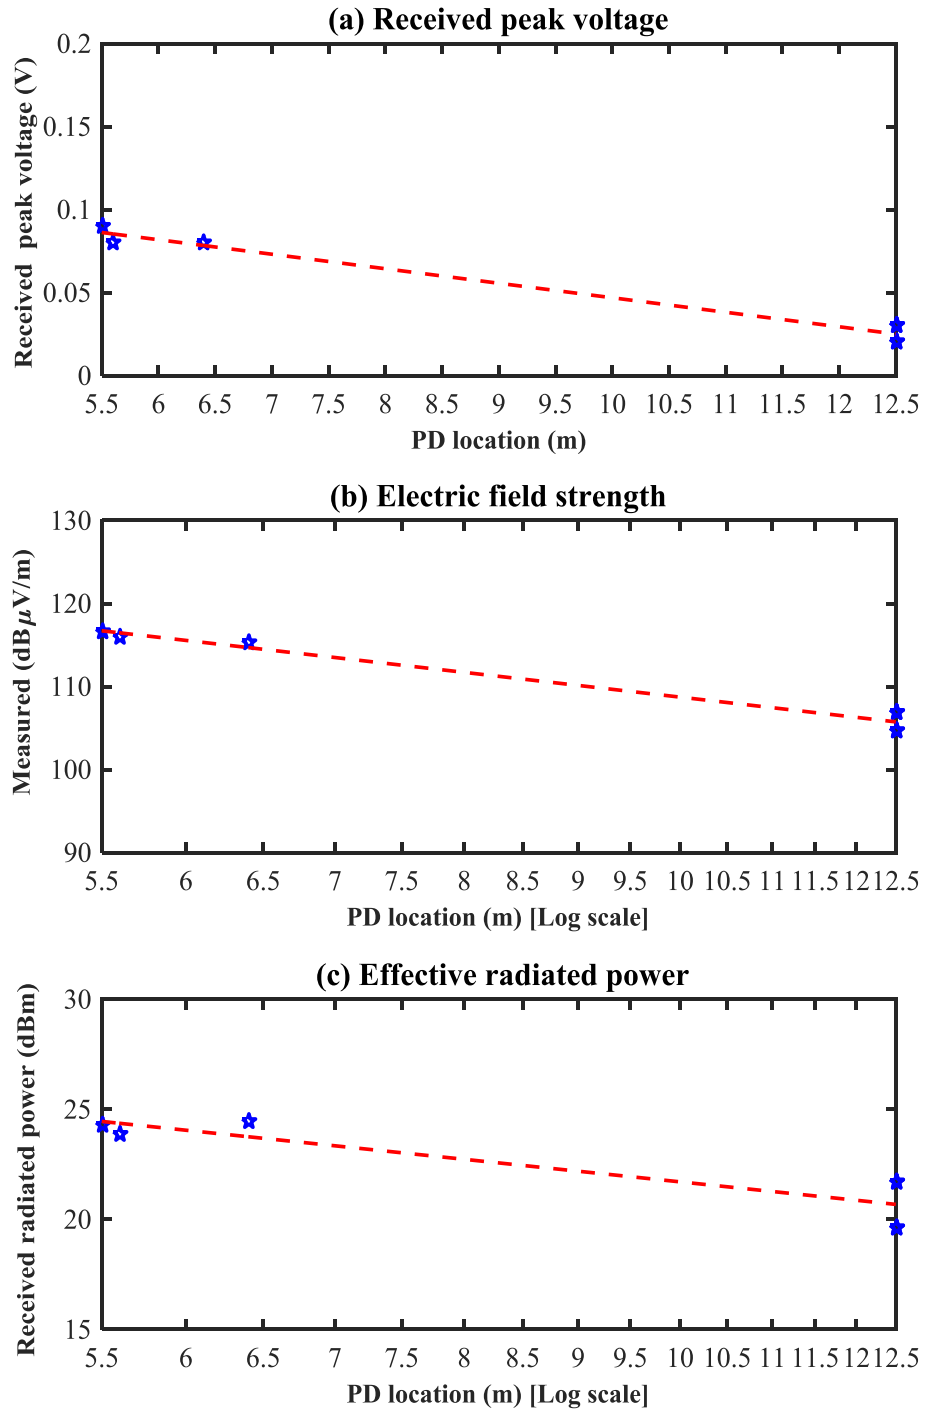 (a) Received peak voltage
Received peak voltage (V)
0.2
0.15
0.1
0.05
0
5.5 6 6.5 7 7.5 8 8.5 9 9.5 10 10.5 11 11.5 12 12.5
PD location (m)
(b) Electric field strength
Measured (dBμV/m)
130
120
110
100
90
5.5 6 6.5 7 7.5 8 8.5 9 9.5 10 10.5 11 11.5 12 12.5
PD location (m) [Log scale]
(c) Effective radiated power
Received radiated power (dBm)
30
25
20
15
5.5 6 6.5 7 7.5 8 8.5 9 9.5 10 10.5 11 11.5 12 12.5
PD location (m) [Log scale]